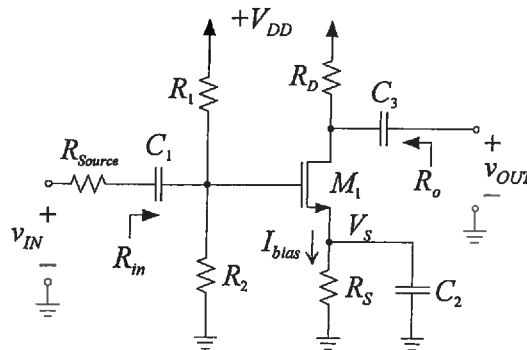 +V_DD
R_1
R_D
C_3
R_Source
C_1
+
v_IN
−
R_in
M_1
R_o
+
v_OUT
−
I_bias
V_S
R_2
R_S
C_2